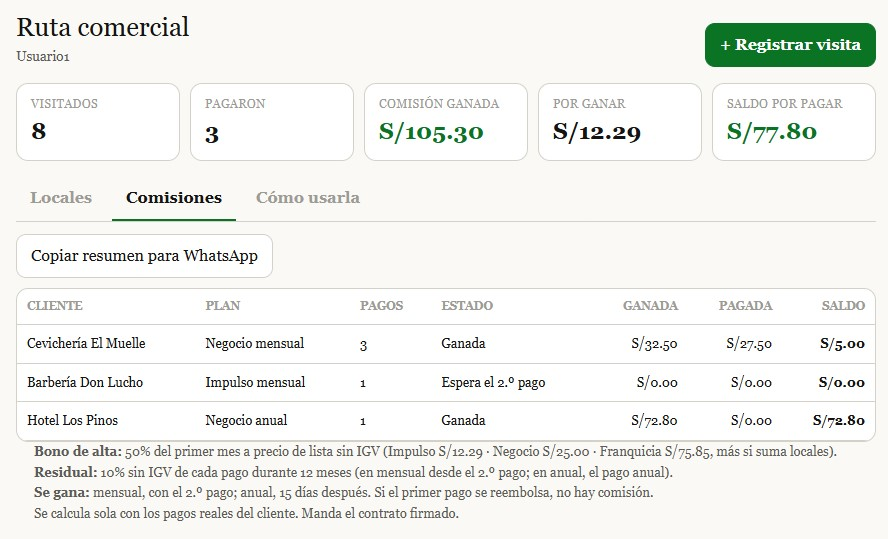 Ruta comercial
Usuario1
+ Registrar visita
VISITADOS
8
PAGARON
3
COMISIÓN GANADA
S/105.30
POR GANAR
S/12.29
SALDO POR PAGAR
S/77.80
Locales Comisiones Cómo usarla
Copiar resumen para WhatsApp
CLIENTE PLAN PAGOS ESTADO GANADA PAGADA SALDO
Cevichería El Muelle Negocio mensual 3 Ganada S/32.50 S/27.50 S/5.00
Barbería Don Lucho Impulso mensual 1 Espera el 2.º pago S/0.00 S/0.00 S/0.00
Hotel Los Pinos Negocio anual 1 Ganada S/72.80 S/0.00 S/72.80
Bono de alta: 50% del primer mes a precio de lista sin IGV (Impulso S/12.29 · Negocio S/25.00 · Franquicia S/75.85, más si suma locales).
Residual: 10% sin IGV de cada pago durante 12 meses (en mensual desde el 2.º pago; en anual, el pago anual).
Se gana: mensual, con el 2.º pago; anual, 15 días después. Si el primer pago se reembolsa, no hay comisión.
Se calcula sola con los pagos reales del cliente. Manda el contrato firmado.